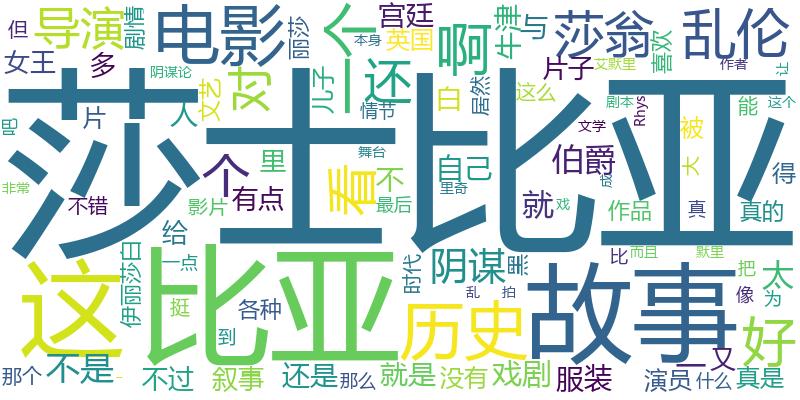 但 导演 剧情 电影 丽莎 一个 宫廷 本身 英国 啊 牛津 与 莎翁 喜欢 乱伦
女王 多 阴谋论 文艺 对 儿子 还 白 居然 片子 这么 艾默里 作者 让
吧 片 人 情节 剧本 Rhys 能 这个
莎士比亚
非常 不错 个 里 有点 看 不 舞台 自己 里奇 伯爵 就 文学 成 戏 被 大 真 得
影片 给 最后 作品 真的
这 比亚 伊丽莎白 一点 时代 阴谋 黑 故事 比 而且 默里 把 太
挺 到 各种 历史 乱 拍 像 为
那个 不是 不过 叙事 还是 那么 就是 没有 戏剧 服装 一 又 演员 什么 好 真是